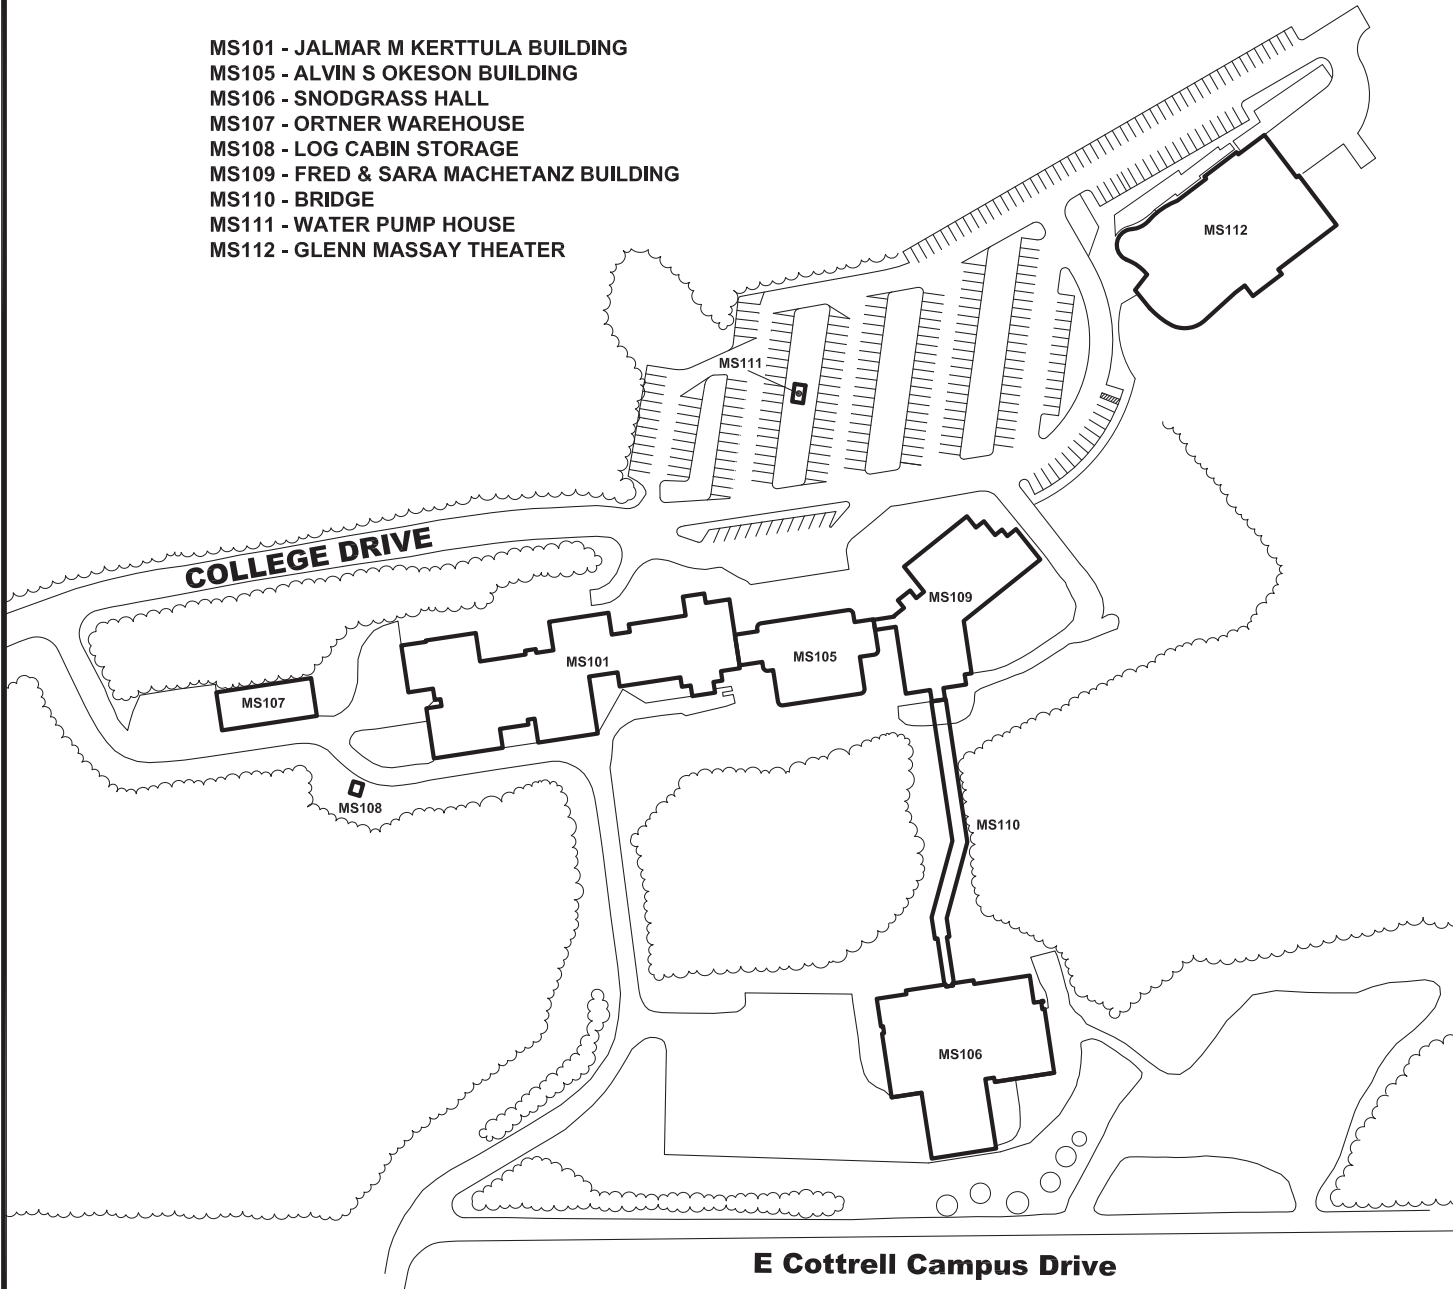 MS101 - JALMAR M KERTTULA BUILDING
MS105 - ALVIN S OKESON BUILDING
MS106 - SNODGRASS HALL
MS107 - ORTNER WAREHOUSE
MS108 - LOG CABIN STORAGE
MS109 - FRED & SARA MACHETANZ BUILDING
MS110 - BRIDGE
MS111 - WATER PUMP HOUSE
MS112 - GLENN MASSAY THEATER
MS112
MS111
COLLEGE DRIVE
MS109
MS105
MS101
MS107
MS108
MS110
MS106
E Cottrell Campus Drive